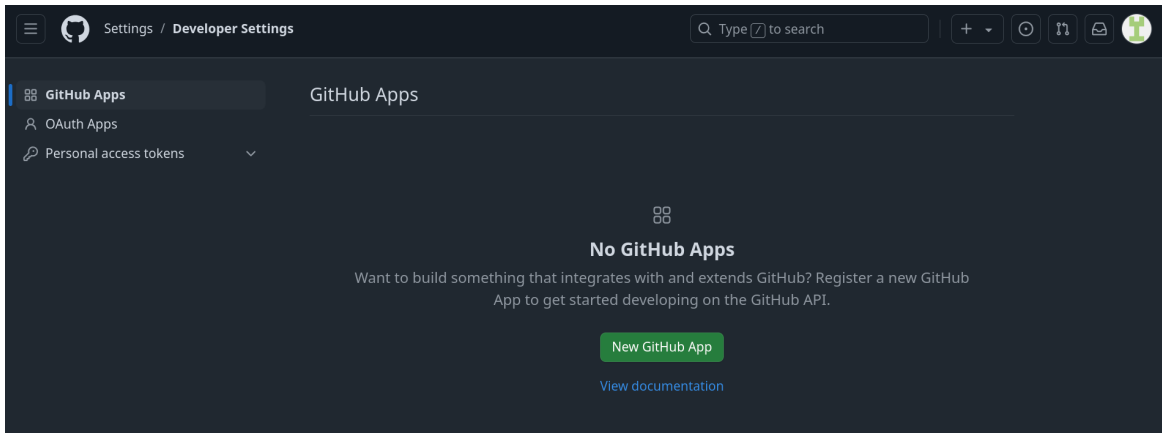 Settings / Developer Settings
Type / to search
GitHub Apps
OAuth Apps
Personal access tokens
GitHub Apps
No GitHub Apps
Want to build something that integrates with and extends GitHub? Register a new GitHub
App to get started developing on the GitHub API.
New GitHub App
View documentation